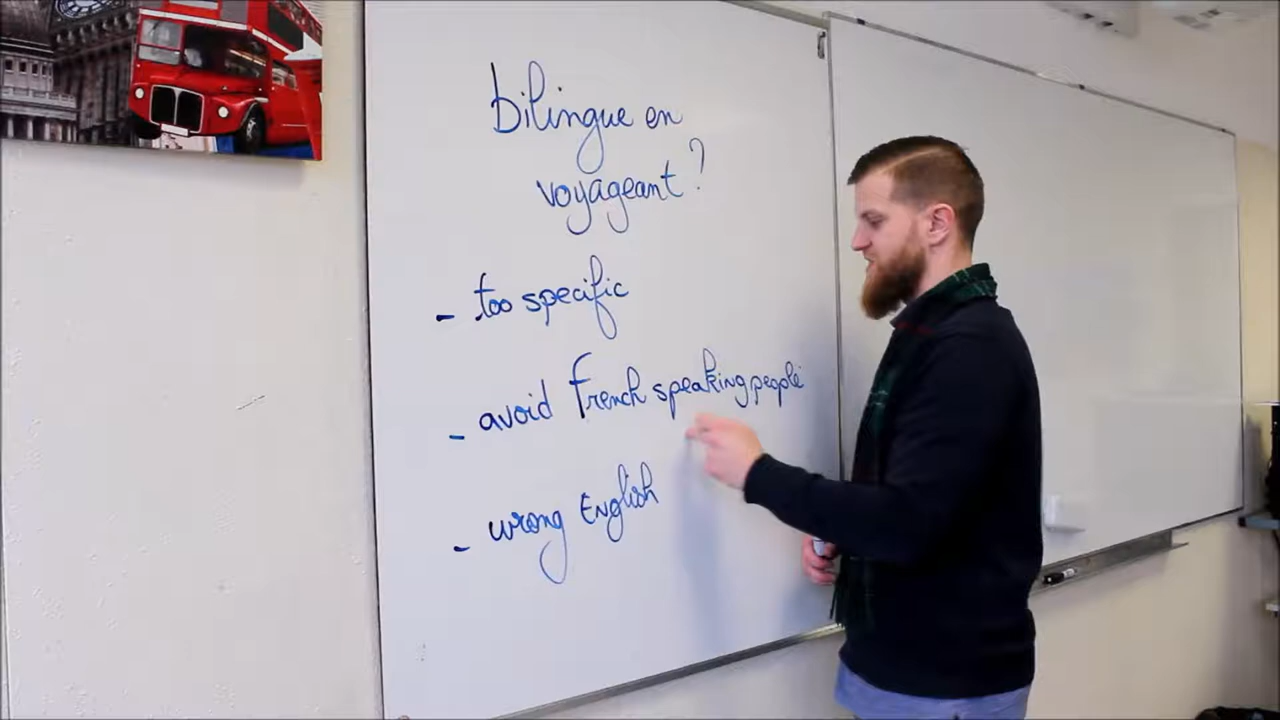 bilingue en
voyageant ?
- too specific
- avoid French speaking people
- wrong English